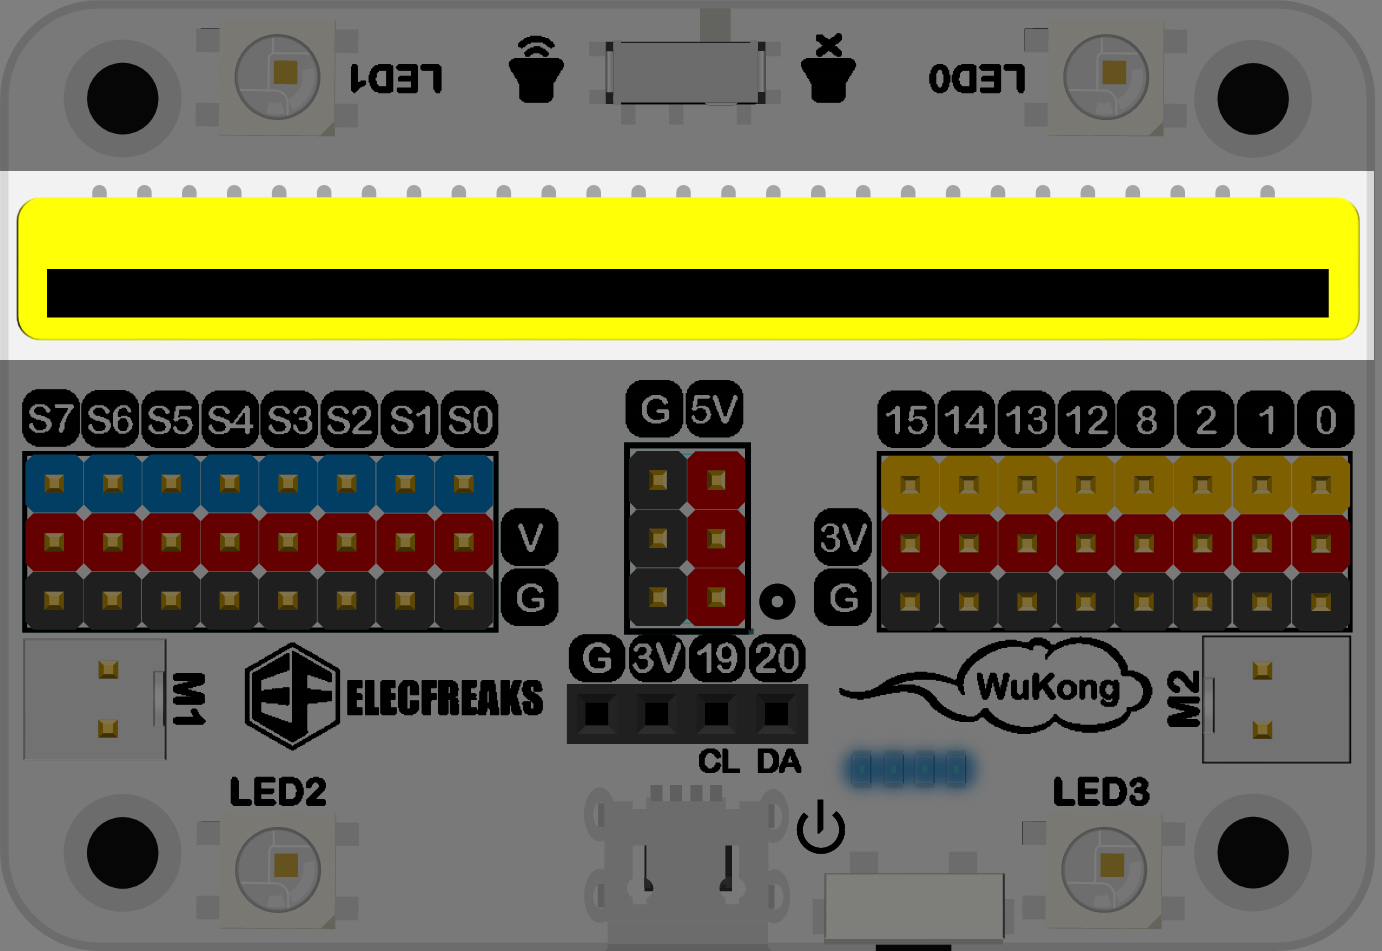 LED1 LED0
S7 S6 S5 S4 S3 S2 S1 S0 G 5V 15 14 13 12 8 2 1 0
V 3V
G G
G 3V 19 20
M1 ELECFREAKS WuKong M2
CL DA
LED2 LED3